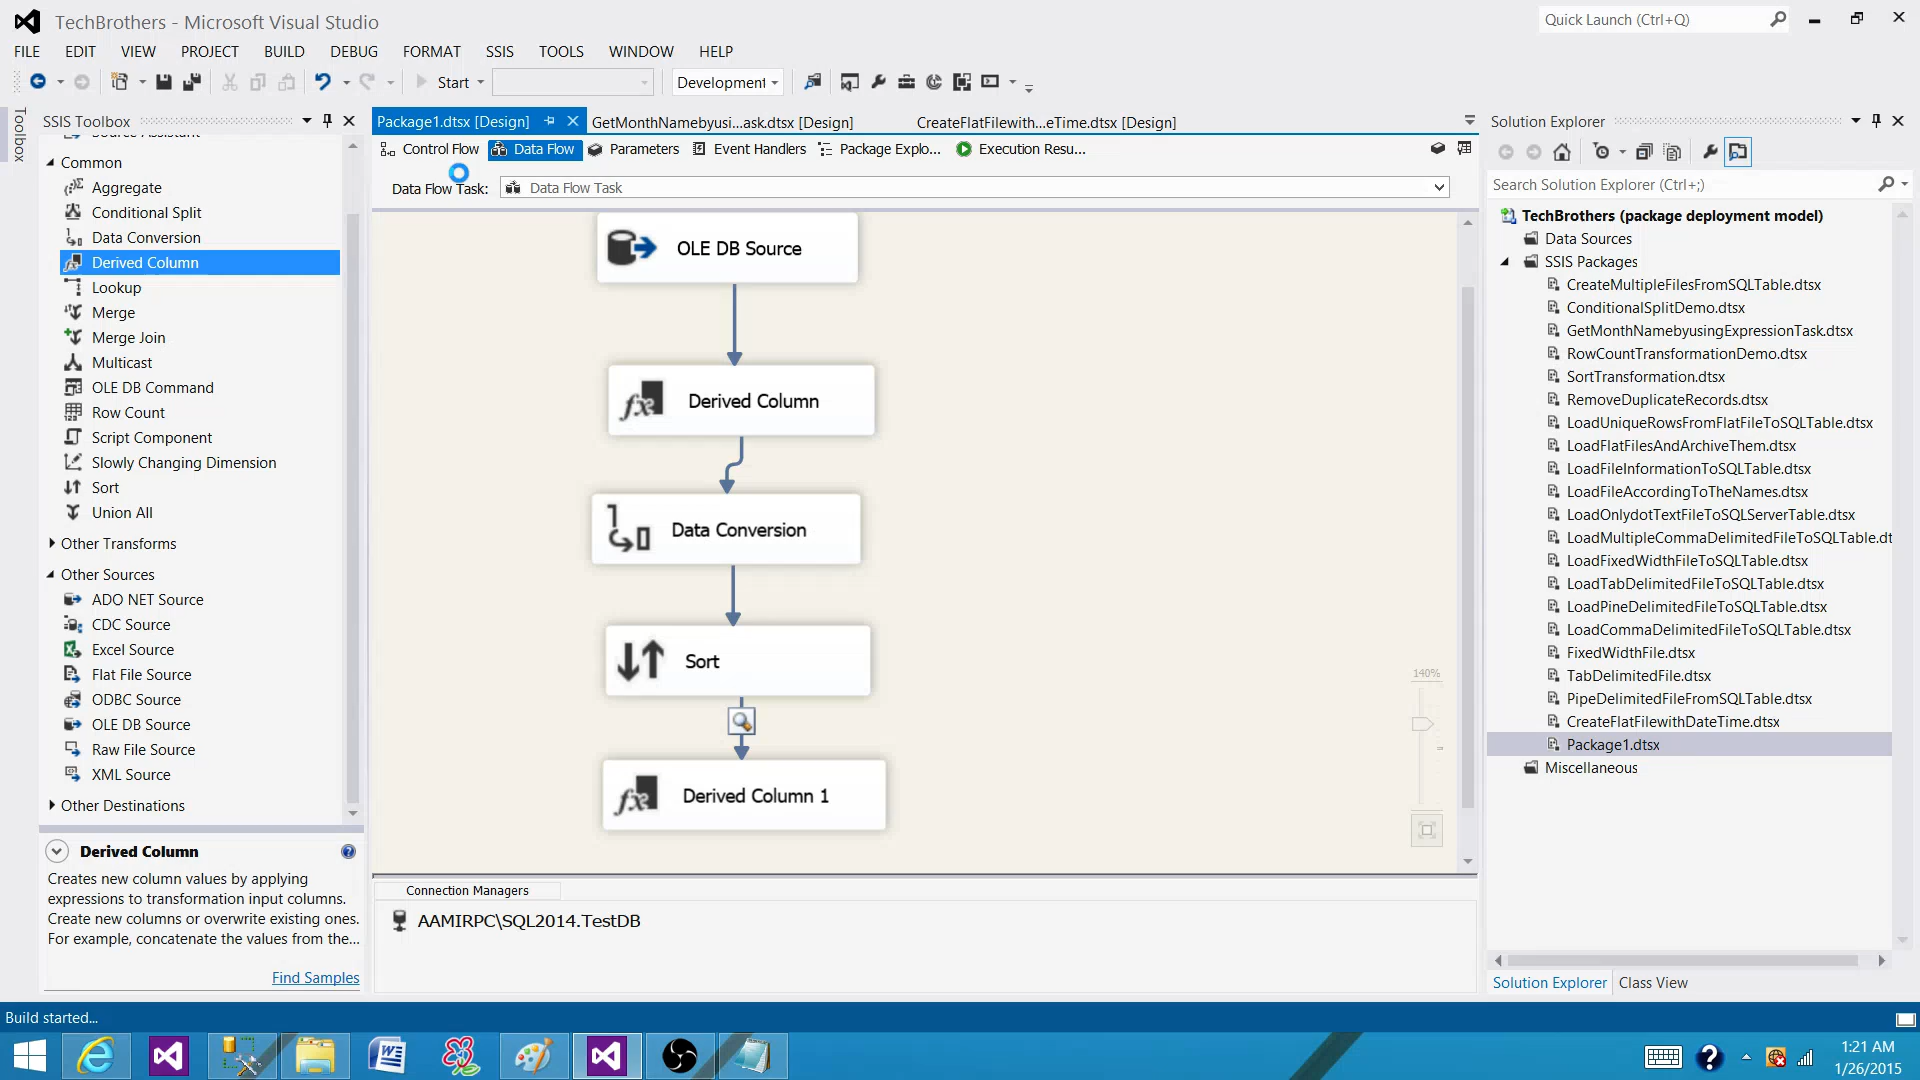 TechBrothers - Microsoft Visual Studio
Quick Launch (Ctrl+Q)
FILE EDIT VIEW PROJECT BUILD DEBUG FORMAT SSIS TOOLS WINDOW HELP
Start
Development
Toolbox
SSIS Toolbox
Source Assistant
Common
Aggregate
Conditional Split
Data Conversion
Derived Column
Lookup
Merge
Merge Join
Multicast
OLE DB Command
Row Count
Script Component
Slowly Changing Dimension
Sort
Union All
Other Transforms
Other Sources
ADO NET Source
CDC Source
Excel Source
Flat File Source
ODBC Source
OLE DB Source
Raw File Source
XML Source
Other Destinations
Derived Column
Creates new column values by applying
expressions to transformation input columns.
Create new columns or overwrite existing ones.
For example, concatenate the values from the...
Find Samples
Package1.dtsx [Design]
GetMonthNamebyusi...ask.dtsx [Design]
CreateFlatFilewith...eTime.dtsx [Design]
Control Flow
Data Flow
Parameters
Event Handlers
Package Explo...
Execution Resu...
Data Flow Task:
Data Flow Task
OLE DB Source
Derived Column
Data Conversion
Sort
Derived Column 1
140%
Connection Managers
AAMIRPC\SQL2014.TestDB
Solution Explorer
Search Solution Explorer (Ctrl+;)
TechBrothers (package deployment model)
Data Sources
SSIS Packages
CreateMultipleFilesFromSQLTable.dtsx
ConditionalSplitDemo.dtsx
GetMonthNamebyusingExpressionTask.dtsx
RowCountTransformationDemo.dtsx
SortTransformation.dtsx
RemoveDuplicateRecords.dtsx
LoadUniqueRowsFromFlatFileToSQLTable.dtsx
LoadFlatFilesAndArchiveThem.dtsx
LoadFileInformationToSQLTable.dtsx
LoadFileAccordingToTheNames.dtsx
LoadOnlydotTextFileToSQLServerTable.dtsx
LoadMultipleCommaDelimitedFileToSQLTable.dt
LoadFixedWidthFileToSQLTable.dtsx
LoadTabDelimitedFileToSQLTable.dtsx
LoadPineDelimitedFileToSQLTable.dtsx
LoadCommaDelimitedFileToSQLTable.dtsx
FixedWidthFile.dtsx
TabDelimitedFile.dtsx
PipeDelimitedFileFromSQLTable.dtsx
CreateFlatFilewithDateTime.dtsx
Package1.dtsx
Miscellaneous
Solution Explorer
Class View
Build started...
1:21 AM
1/26/2015